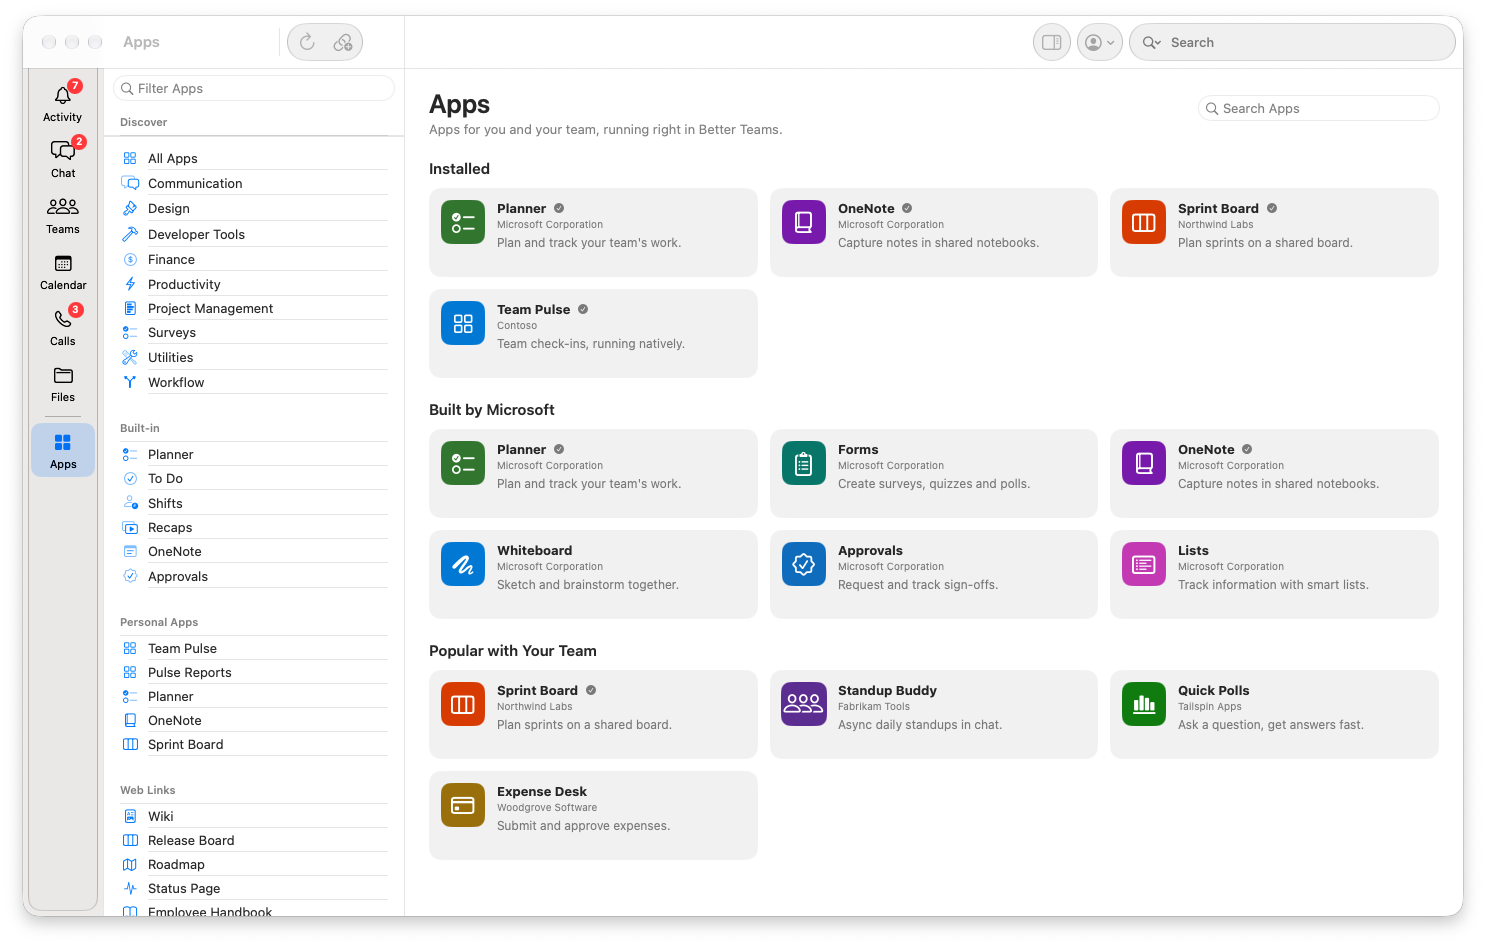 Apps
Search
7
Activity
2
Chat
Teams
Calendar
3
Calls
Files
Apps
Filter Apps
Discover
All Apps
Communication
Design
Developer Tools
Finance
Productivity
Project Management
Surveys
Utilities
Workflow
Built-in
Planner
To Do
Shifts
Recaps
OneNote
Approvals
Personal Apps
Team Pulse
Pulse Reports
Planner
OneNote
Sprint Board
Web Links
Wiki
Release Board
Roadmap
Status Page
Employee Handbook
Apps
Apps for you and your team, running right in Better Teams.
Search Apps
Installed
Planner
Microsoft Corporation
Plan and track your team's work.
OneNote
Microsoft Corporation
Capture notes in shared notebooks.
Sprint Board
Northwind Labs
Plan sprints on a shared board.
Team Pulse
Contoso
Team check-ins, running natively.
Built by Microsoft
Planner
Microsoft Corporation
Plan and track your team's work.
Forms
Microsoft Corporation
Create surveys, quizzes and polls.
OneNote
Microsoft Corporation
Capture notes in shared notebooks.
Whiteboard
Microsoft Corporation
Sketch and brainstorm together.
Approvals
Microsoft Corporation
Request and track sign-offs.
Lists
Microsoft Corporation
Track information with smart lists.
Popular with Your Team
Sprint Board
Northwind Labs
Plan sprints on a shared board.
Standup Buddy
Fabrikam Tools
Async daily standups in chat.
Quick Polls
Tailspin Apps
Ask a question, get answers fast.
Expense Desk
Woodgrove Software
Submit and approve expenses.